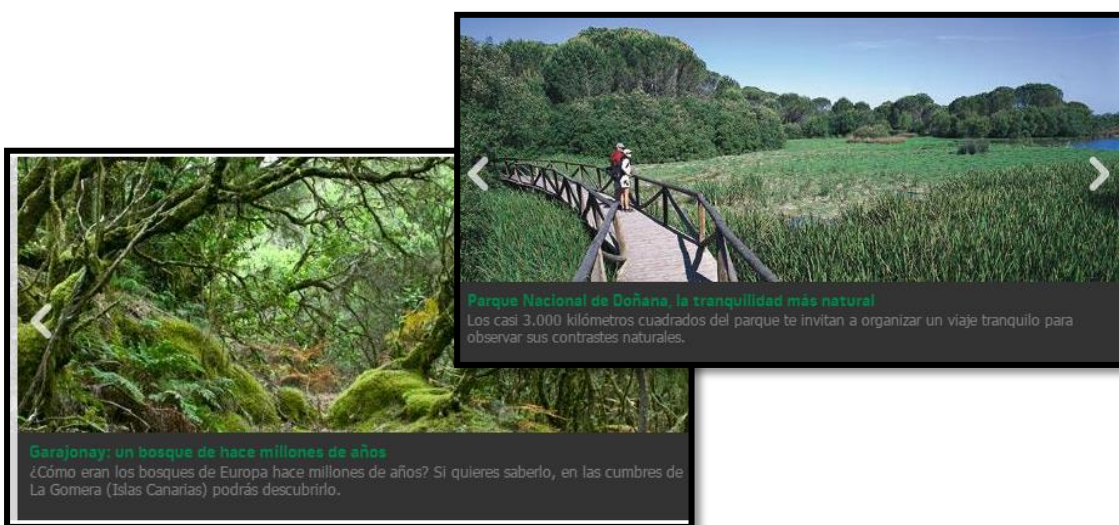 Parque Nacional de Doñana, la tranquilidad más natural
Los casi 3.000 kilómetros cuadrados del parque te invitan a organizar un viaje tranquilo para
observar sus contrastes naturales.
Garajonay: un bosque de hace millones de años
¿Cómo eran los bosques de Europa hace millones de años? Si quieres saberlo, en las cumbres de
La Gomera (Islas Canarias) podrás descubrirlo.